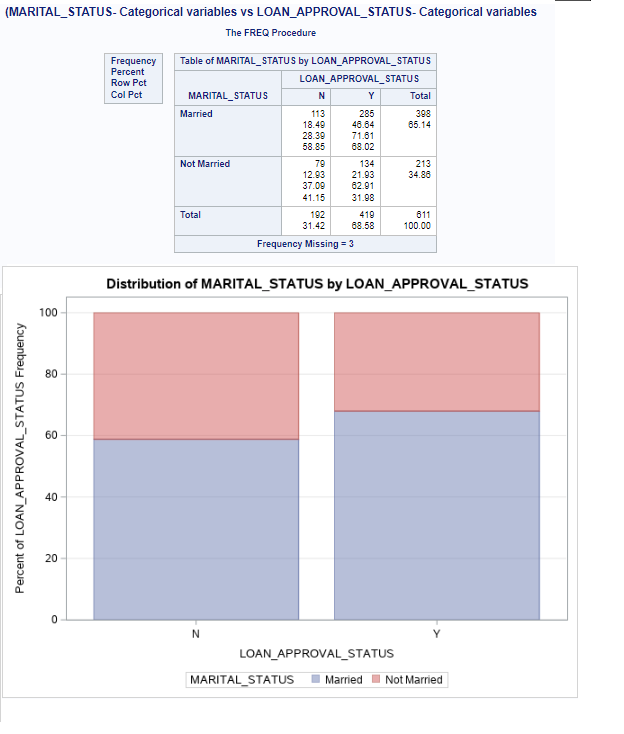 (MARITAL_STATUS- Categorical variables vs LOAN_APPROVAL_STATUS- Categorical variables
The FREQ Procedure
Frequency
Percent
Row Pct
Col Pct
Table of MARITAL_STATUS by LOAN_APPROVAL_STATUS
LOAN_APPROVAL_STATUS
MARITAL_STATUS N Y Total
Married 113 285 398
18.49 46.64 65.14
28.39 71.61
58.85 68.02
Not Married 79 134 213
12.93 21.93 34.86
37.09 62.91
41.15 31.98
Total 192 419 611
31.42 68.58 100.00
Frequency Missing = 3
Distribution of MARITAL_STATUS by LOAN_APPROVAL_STATUS
Percent of LOAN_APPROVAL_STATUS Frequency
100
80
60
40
20
0
N Y
LOAN_APPROVAL_STATUS
MARITAL_STATUS Married Not Married